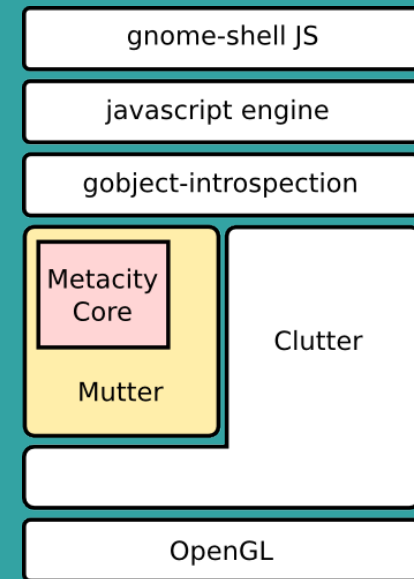 gnome-shell JS
javascript engine
gobject-introspection
Metacity
Core
Mutter
Clutter
OpenGL